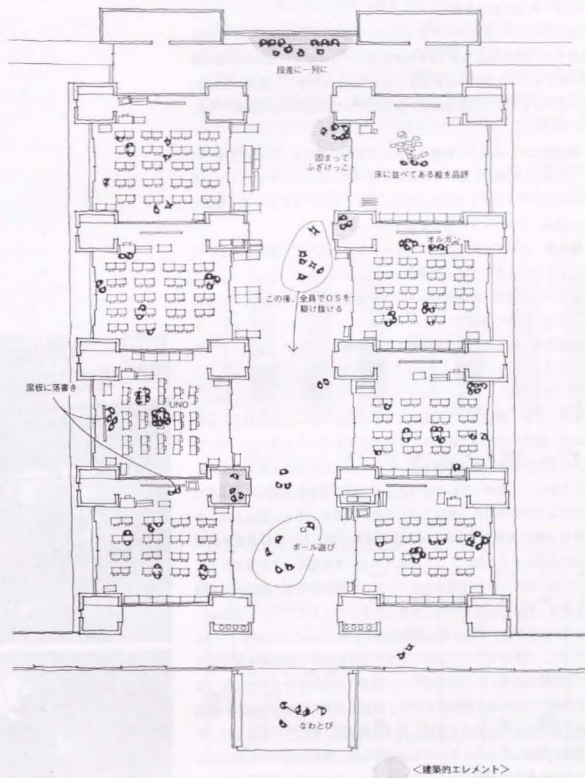 段差に一列に
固まって
ふざけっこ
床に並べてある絵を品評
オルガン
この後、全員でOSを
駆け抜ける
黒板に落書き
UNO
ボール遊び
なわとび
<建築的エレメント>